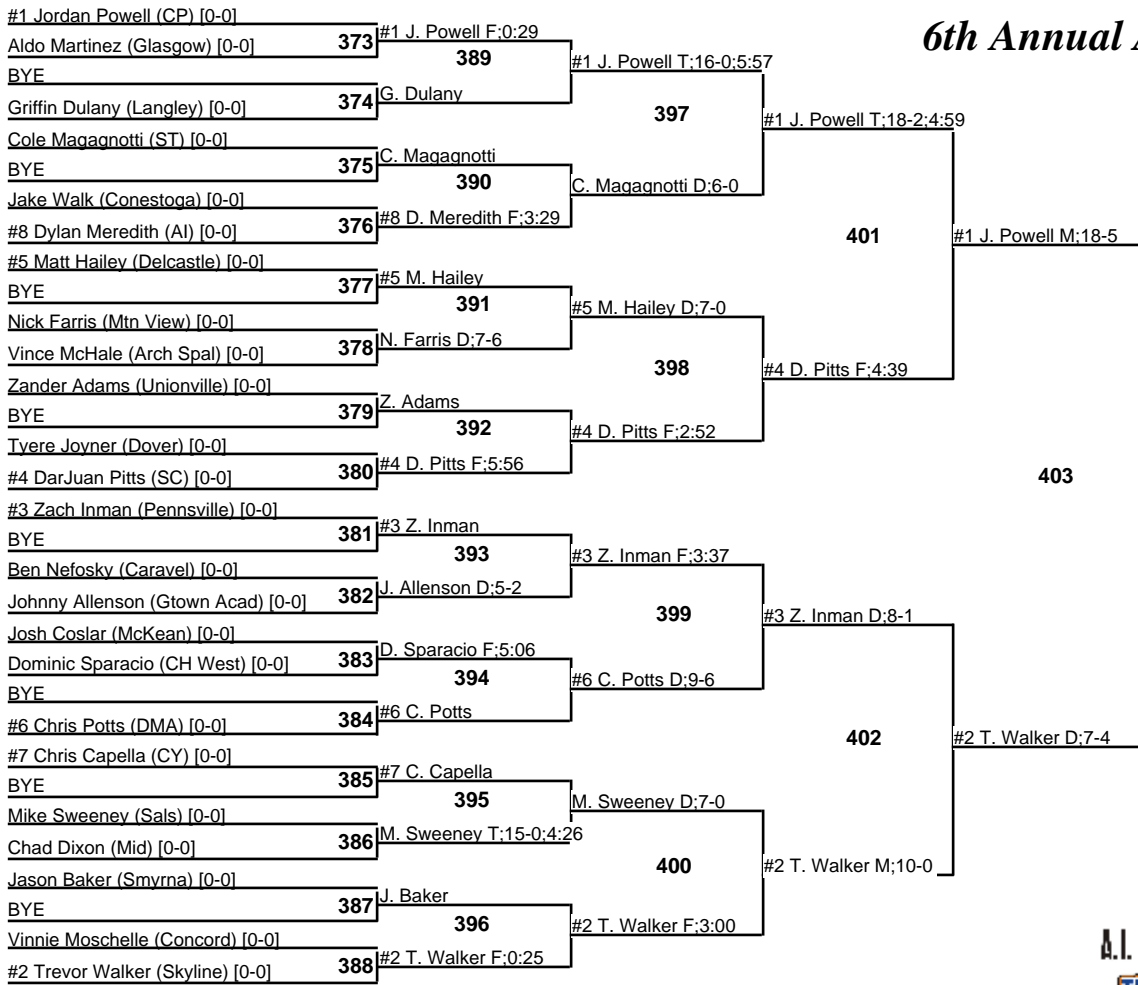 #1 Jordan Powell (CP) [0-0]
Aldo Martinez (Glasgow) [0-0]
BYE
Griffin Dulany (Langley) [0-0]
Cole Magagnotti (ST) [0-0]
BYE
Jake Walk (Conestoga) [0-0]
#8 Dylan Meredith (AI) [0-0]
#5 Matt Hailey (Delcastle) [0-0]
BYE
Nick Farris (Mtn View) [0-0]
Vince McHale (Arch Spal) [0-0]
Zander Adams (Unionville) [0-0]
BYE
Tyere Joyner (Dover) [0-0]
#4 DarJuan Pitts (SC) [0-0]
#3 Zach Inman (Pennsville) [0-0]
BYE
Ben Nefosky (Caravel) [0-0]
Johnny Allenson (Gtown Acad) [0-0]
Josh Coslar (McKean) [0-0]
Dominic Sparacio (CH West) [0-0]
BYE
#6 Chris Potts (DMA) [0-0]
#7 Chris Capella (CY) [0-0]
BYE
Mike Sweeney (Sals) [0-0]
Chad Dixon (Mid) [0-0]
Jason Baker (Smyrna) [0-0]
BYE
Vinnie Moschelle (Concord) [0-0]
#2 Trevor Walker (Skyline) [0-0]
373
374
375
376
377
378
379
380
381
382
383
384
385
386
387
388
#1 J. Powell F;0:29
G. Dulany
C. Magagnotti
#8 D. Meredith F;3:29
#5 M. Hailey
N. Farris D;7-6
Z. Adams
#4 D. Pitts F;5:56
#3 Z. Inman
J. Allenson D;5-2
D. Sparacio F;5:06
#6 C. Potts
#7 C. Capella
M. Sweeney T;15-0;4:26
J. Baker
#2 T. Walker F;0:25
389
390
391
392
393
394
395
396
#1 J. Powell T;16-0;5:57
C. Magagnotti D;6-0
#5 M. Hailey D;7-0
#4 D. Pitts F;2:52
#3 Z. Inman F;3:37
#6 C. Potts D;9-6
M. Sweeney D;7-0
#2 T. Walker F;3:00
397
398
399
400
#1 J. Powell T;18-2;4:59
#4 D. Pitts F;4:39
#3 Z. Inman D;8-1
#2 T. Walker M;10-0
401
402
#1 J. Powell M;18-5
#2 T. Walker D;7-4
403
6th Annual
A.I.